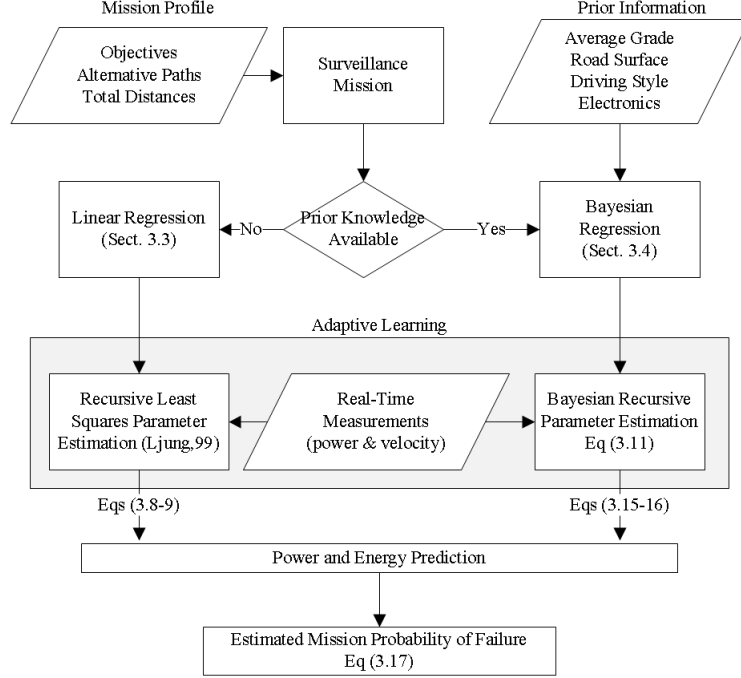 Mission Profile
Prior Information
Objectives
Alternative Paths
Total Distances
Surveillance
Mission
Average Grade
Road Surface
Driving Style
Electronics
Linear Regression
(Sect. 3.3)
No
Prior Knowledge
Available
Yes
Bayesian
Regression
(Sect. 3.4)
Adaptive Learning
Recursive Least
Squares Parameter
Estimation (Ljung,99)
Real-Time
Measurements
(power & velocity)
Bayesian Recursive
Parameter Estimation
Eq (3.11)
Eqs (3.8-9)
Eqs (3.15-16)
Power and Energy Prediction
Estimated Mission Probability of Failure
Eq (3.17)